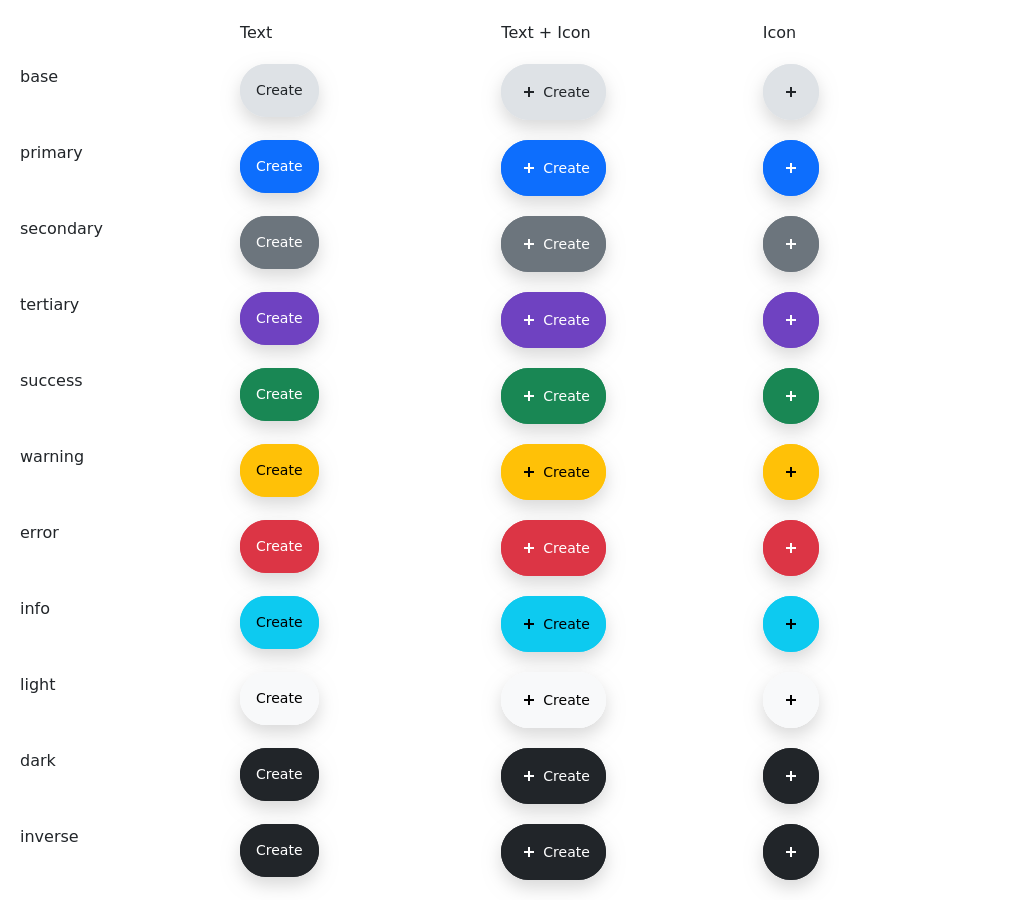 Text Text + Icon Icon
base Create + Create +
primary Create + Create +
secondary Create + Create +
tertiary Create + Create +
success Create + Create +
warning Create + Create +
error Create + Create +
info Create + Create +
light Create + Create +
dark Create + Create +
inverse Create + Create +